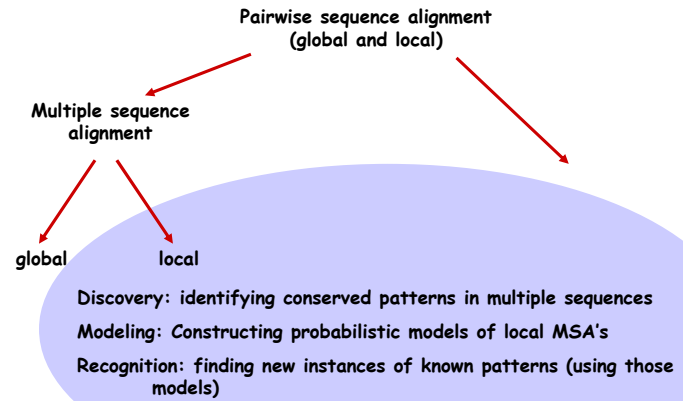 Pairwise sequence alignment
(global and local)
Multiple sequence
alignment
global
local
Discovery: identifying conserved patterns in multiple sequences
Modeling: Constructing probabilistic models of local MSA's
Recognition: finding new instances of known patterns (using those
models)